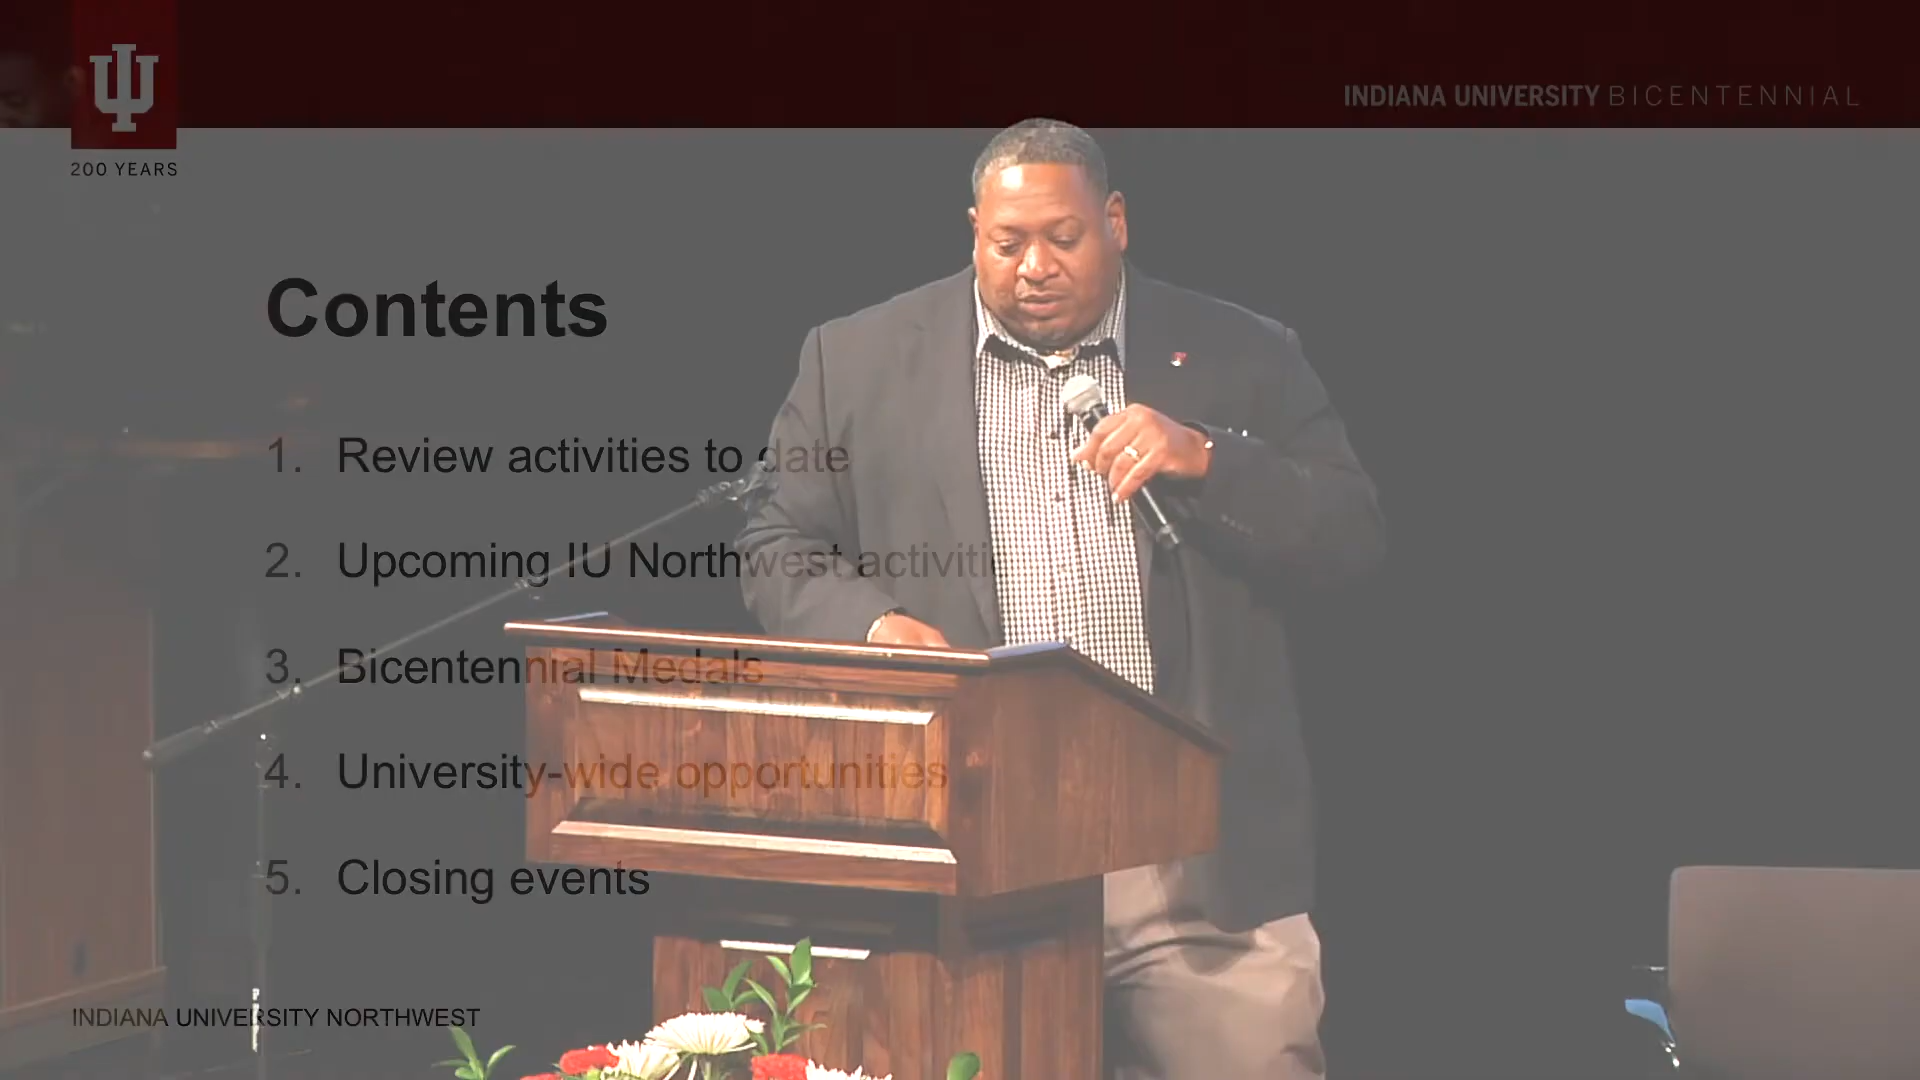 INDIANA UNIVERSITY BICENTENNIAL
200 YEARS
Contents
1. Review activities to date
2. Upcoming IU Northwest activiti
3. Bicentennial Medals
4. University-wide opportunities
5. Closing events
INDIANA UNIVERSITY NORTHWEST